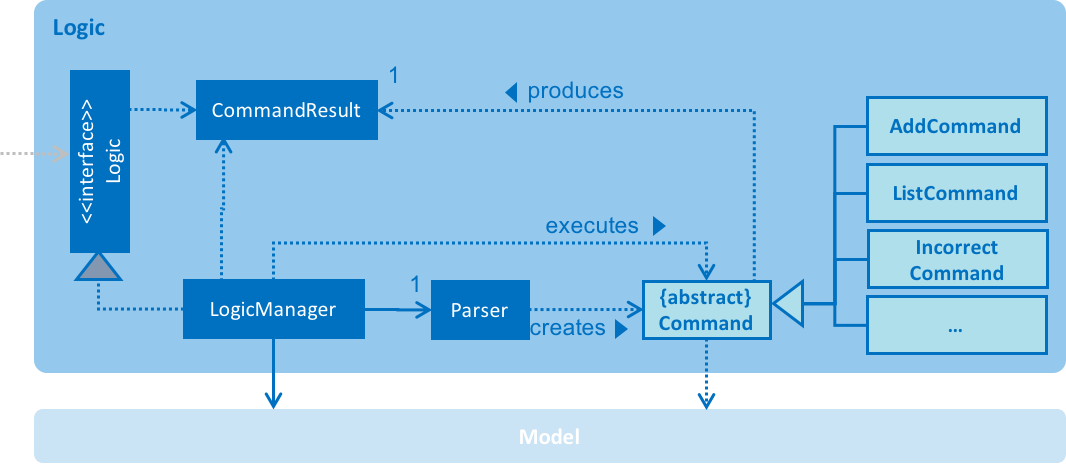 Logic
<<interface>>
Logic
CommandResult
1
produces
AddCommand
ListCommand
Incorrect
Command
...
executes
LogicManager
1
Parser
creates
{abstract}
Command
Model